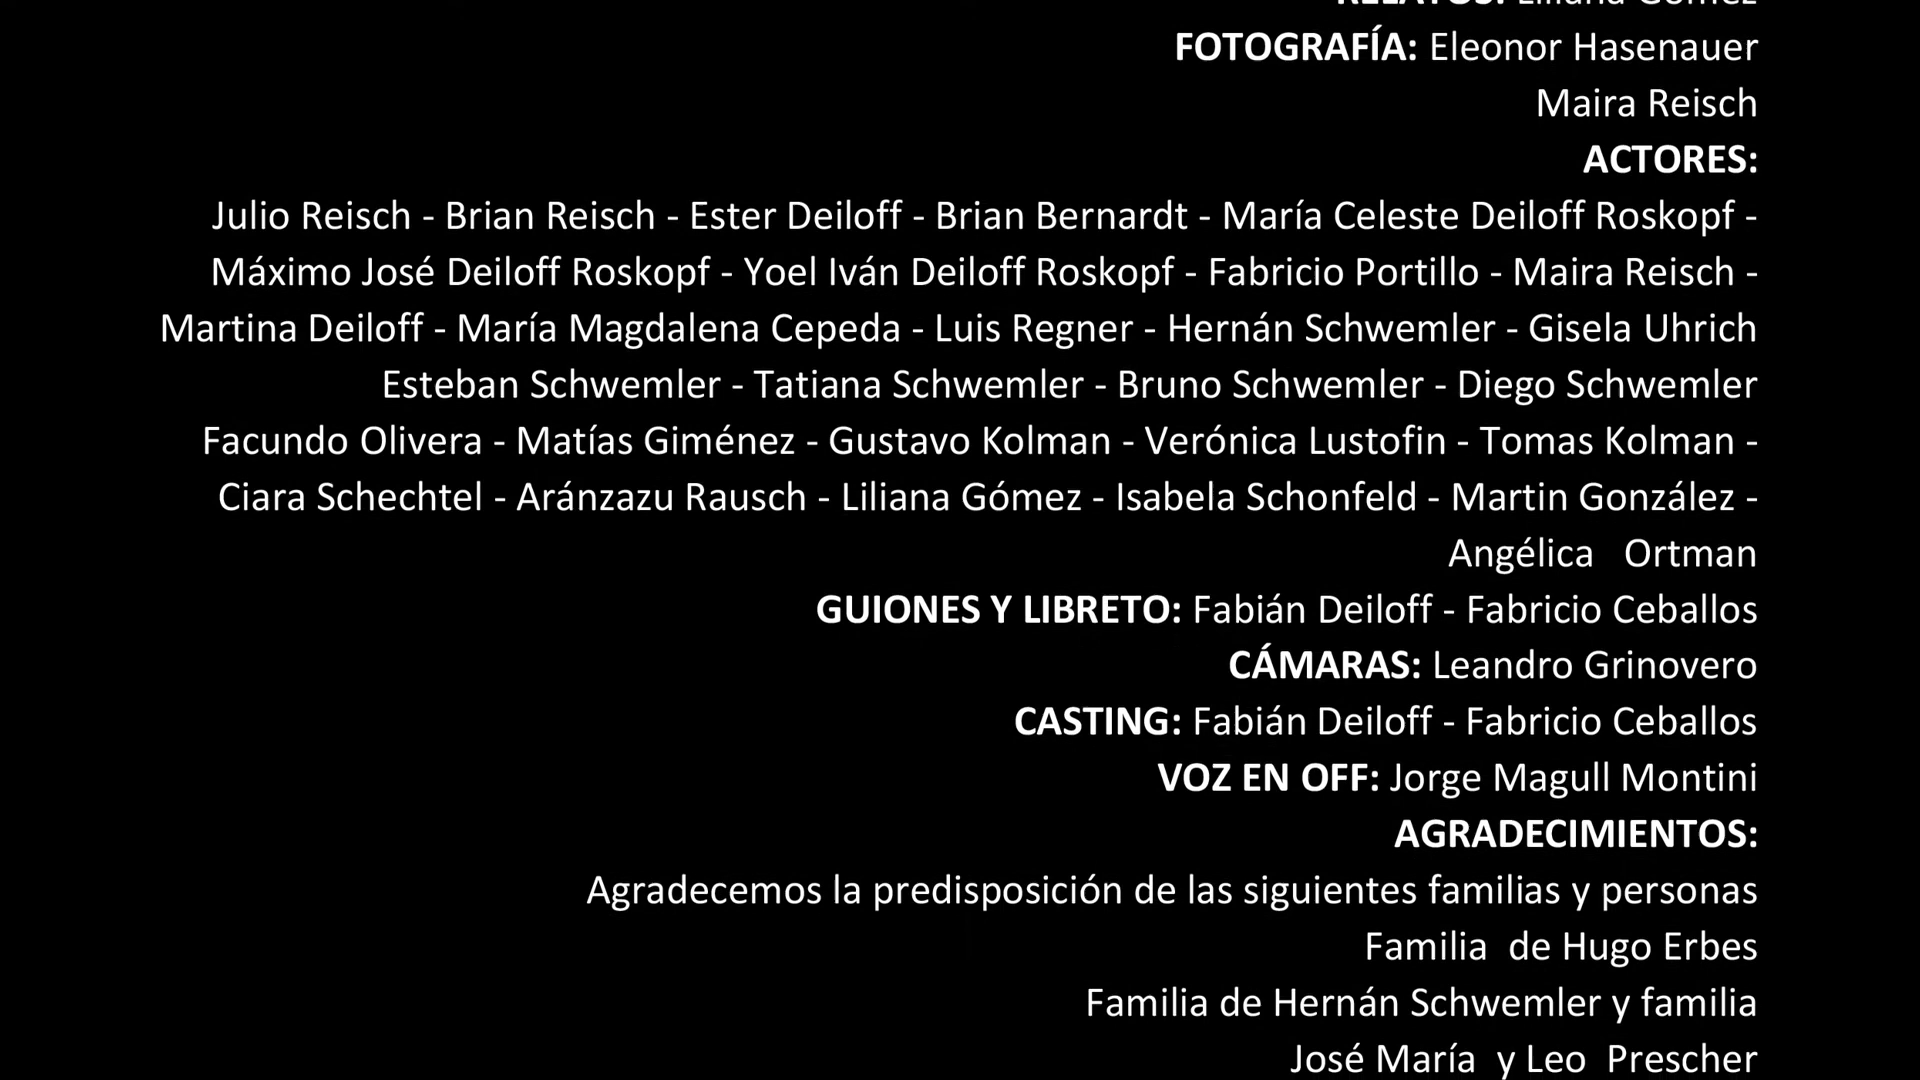 RELATOS: Liliana Gómez
FOTOGRAFÍA: Eleonor Hasenauer
Maira Reisch
ACTORES:
Julio Reisch - Brian Reisch - Ester Deiloff - Brian Bernardt - María Celeste Deiloff Roskopf -
Máximo José Deiloff Roskopf - Yoel Iván Deiloff Roskopf - Fabricio Portillo - Maira Reisch -
Martina Deiloff - María Magdalena Cepeda - Luis Regner - Hernán Schwemler - Gisela Uhrich
Esteban Schwemler - Tatiana Schwemler - Bruno Schwemler - Diego Schwemler
Facundo Olivera - Matías Giménez - Gustavo Kolman - Verónica Lustofin - Tomas Kolman -
Ciara Schechtel - Aránzazu Rausch - Liliana Gómez - Isabela Schonfeld - Martin González -
Angélica   Ortman
GUIONES Y LIBRETO: Fabián Deiloff - Fabricio Ceballos
CÁMARAS: Leandro Grinovero
CASTING: Fabián Deiloff - Fabricio Ceballos
VOZ EN OFF: Jorge Magull Montini
AGRADECIMIENTOS:
Agradecemos la predisposición de las siguientes familias y personas
Familia  de Hugo Erbes
Familia de Hernán Schwemler y familia
José María  y Leo  Prescher